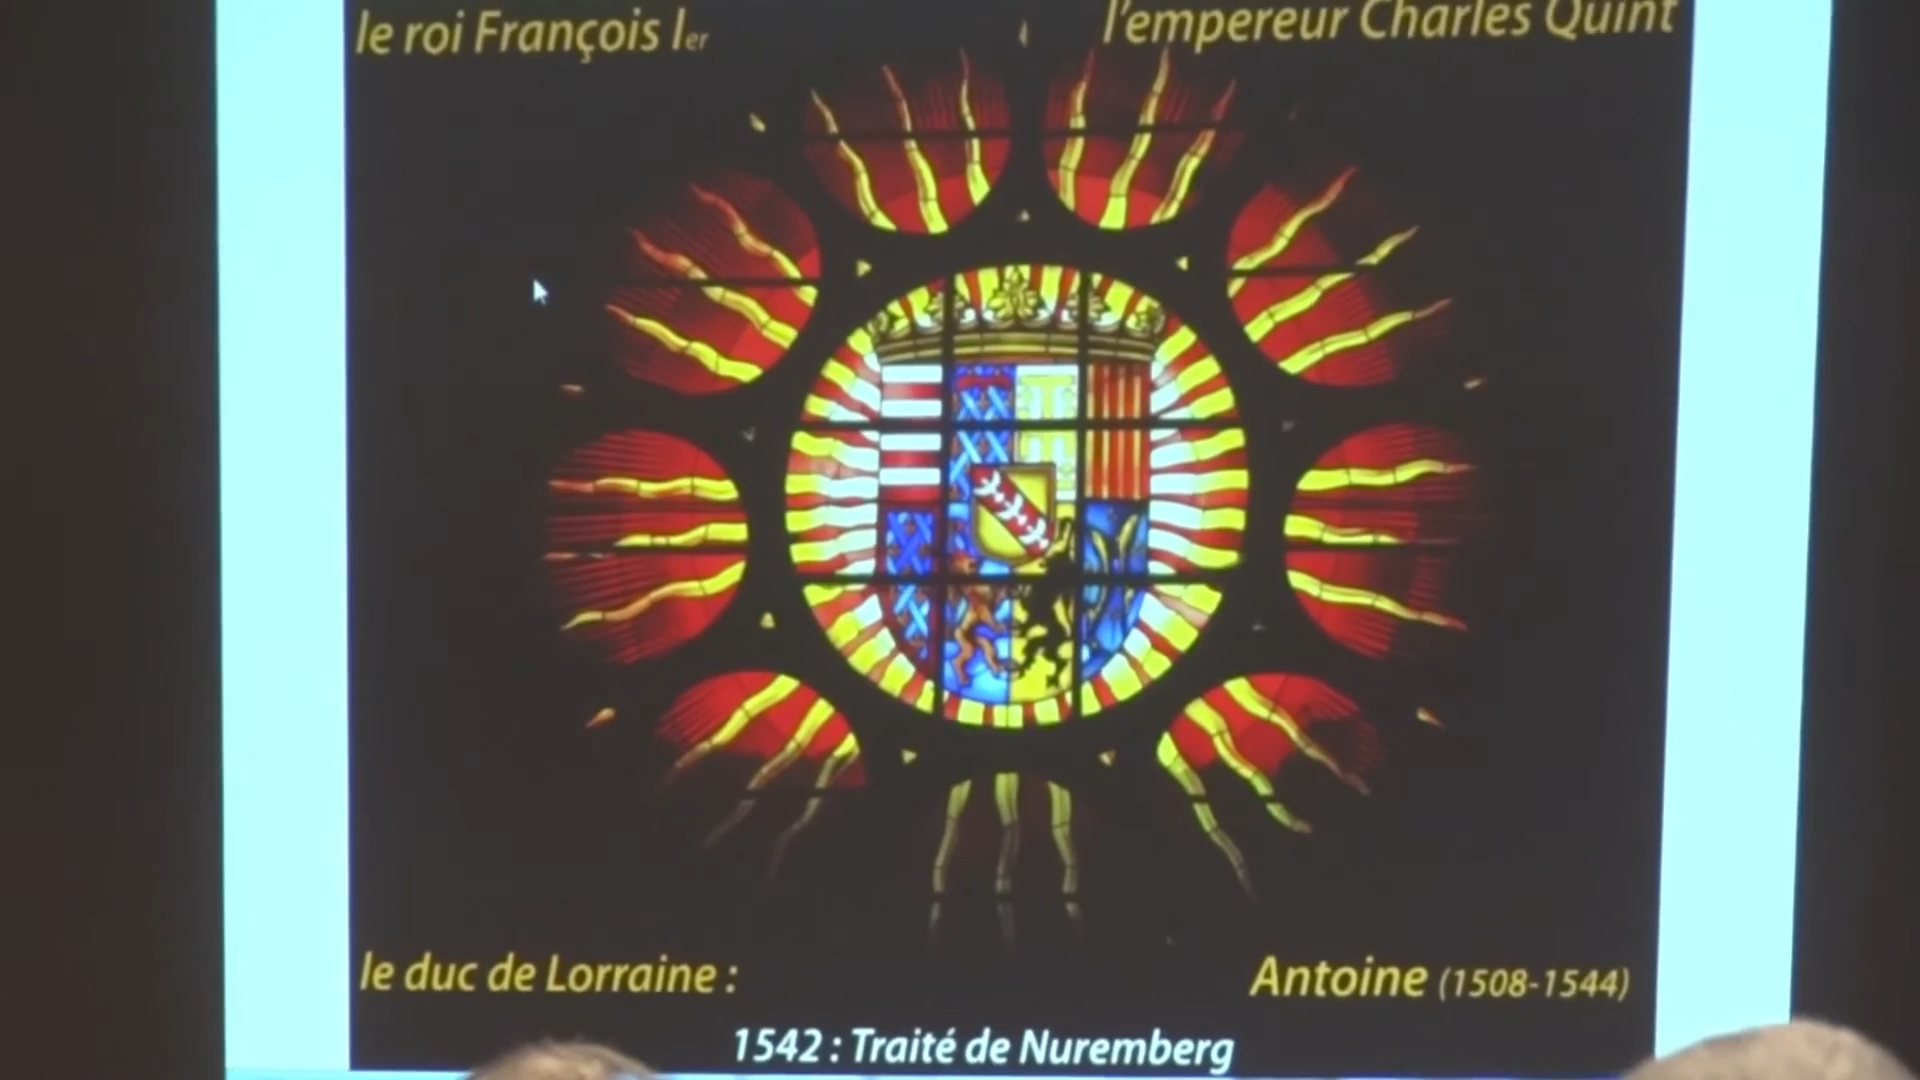 le roi François Ier
l'empereur Charles Quint
le duc de Lorraine :
Antoine (1508-1544)
1542 : Traité de Nuremberg